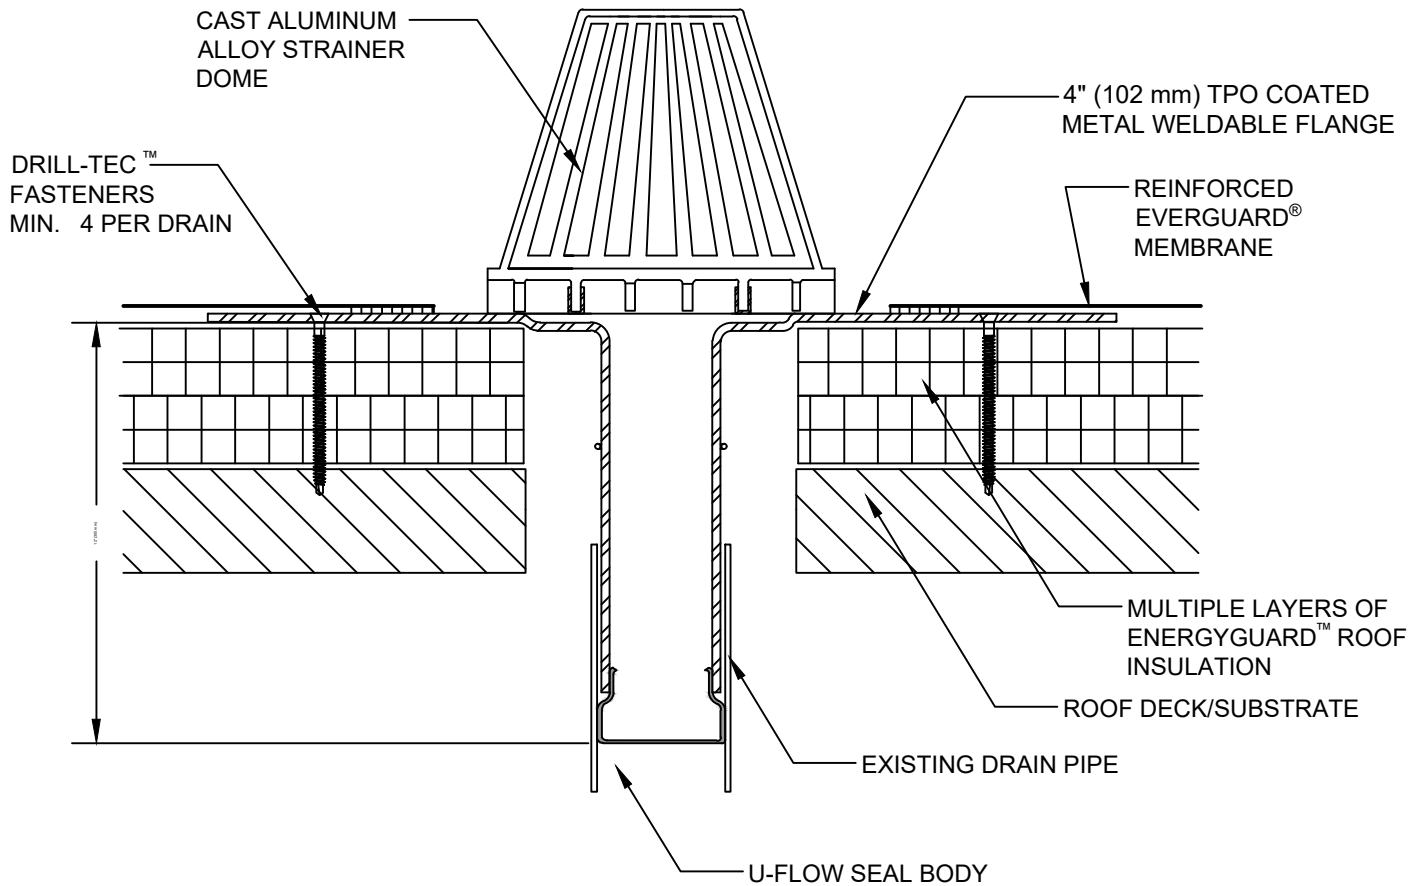 CAST ALUMINUM
ALLOY STRAINER
DOME
4" (102 mm) TPO COATED
METAL WELDABLE FLANGE
DRILL-TEC™
FASTENERS
MIN. 4 PER DRAIN
REINFORCED
EVERGUARD®
MEMBRANE
MULTIPLE LAYERS OF
ENERGYGUARD™ ROOF
INSULATION
ROOF DECK/SUBSTRATE
EXISTING DRAIN PIPE
U-FLOW SEAL BODY